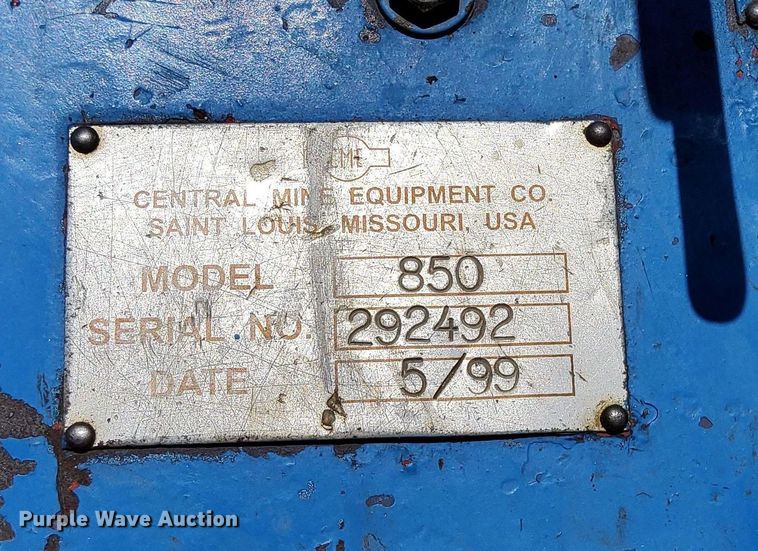 CME
CENTRAL MINE EQUIPMENT CO.
SAINT LOUIS, MISSOURI, USA
MODEL 850
SERIAL NO. 292492
DATE 5/99
Purple Wave Auction